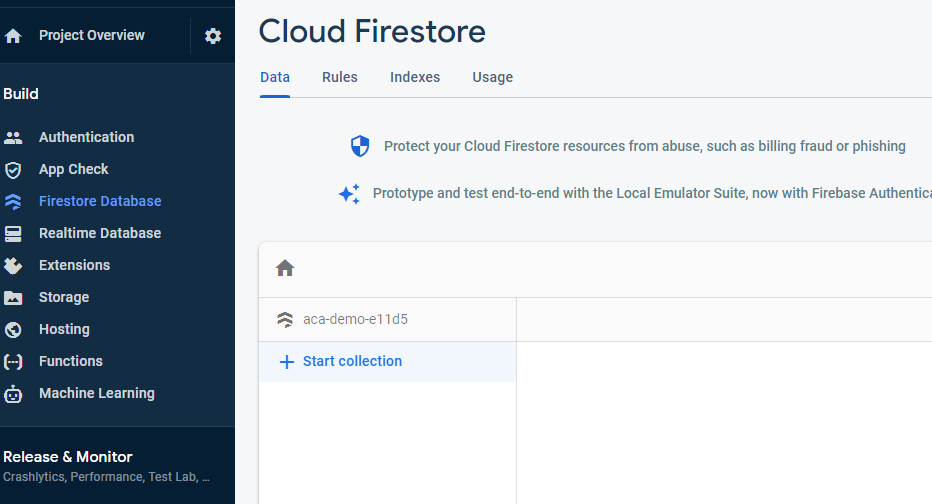 Project Overview
Build
Authentication
App Check
Firestore Database
Realtime Database
Extensions
Storage
Hosting
Functions
Machine Learning
Release & Monitor
Crashlytics, Performance, Test Lab, ...
Cloud Firestore
Data Rules Indexes Usage
Protect your Cloud Firestore resources from abuse, such as billing fraud or phishing
Prototype and test end-to-end with the Local Emulator Suite, now with Firebase Authentica
aca-demo-e11d5
Start collection